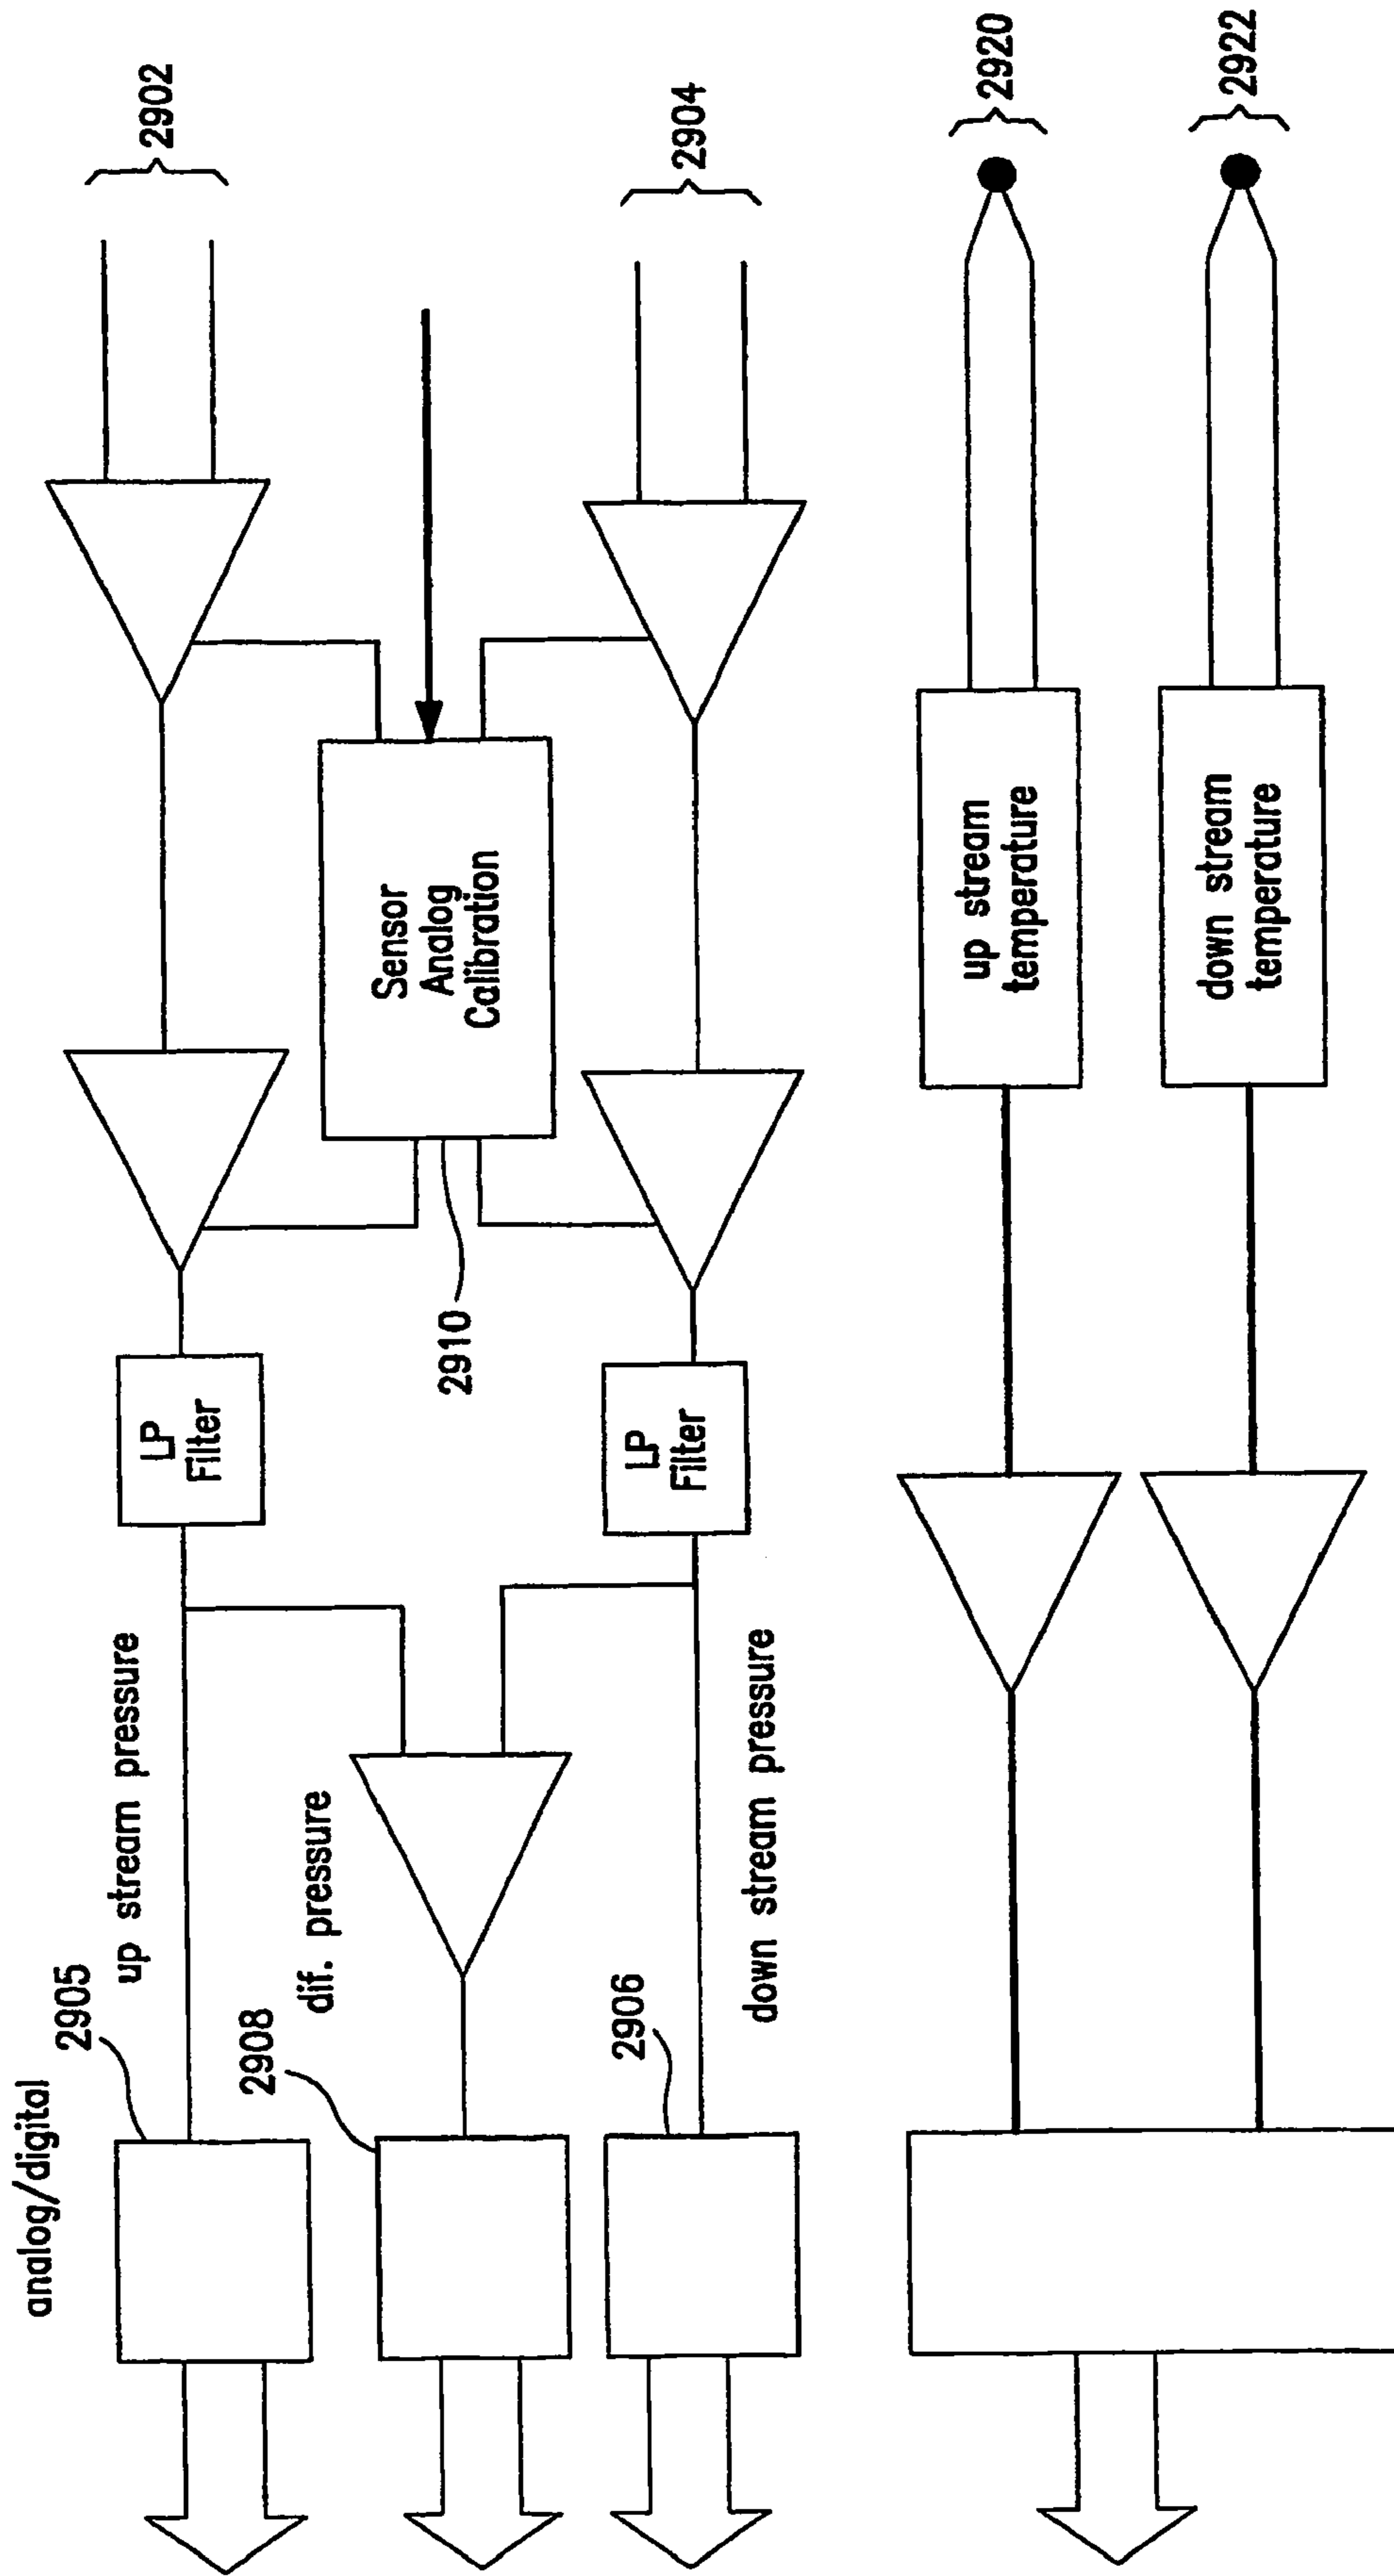 analog/digital
2905
up stream pressure
LP
Filter
2902
2908
dif. pressure
2910
Sensor
Analog
Calibration
2906
down stream pressure
LP
Filter
2904
up stream
temperature
2920
down stream
temperature
2922